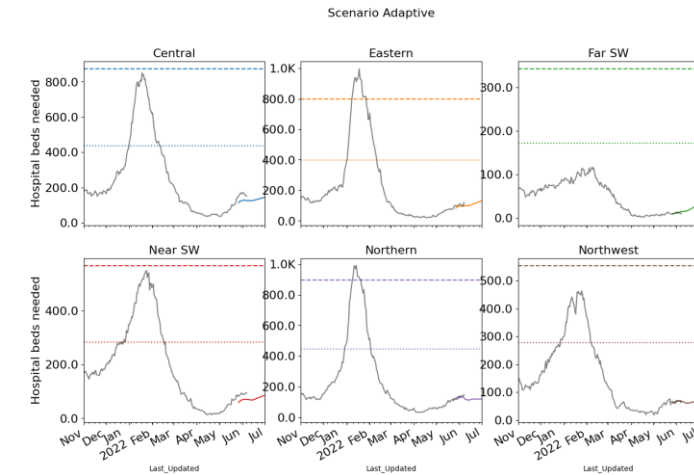 Scenario Adaptive
Central
Eastern
Far SW
Hospital beds needed
800.0
600.0
400.0
200.0
0.0
1.0K
800.0
600.0
400.0
200.0
0.0
300.0
200.0
100.0
0.0
Near SW
Northern
Northwest
Hospital beds needed
400.0
200.0
0.0
1.0K
800.0
600.0
400.0
200.0
0.0
500.0
400.0
300.0
200.0
100.0
0.0
Nov Dec Jan 2022 Feb Mar Apr May Jun Jul
Nov Dec Jan 2022 Feb Mar Apr May Jun Jul
Nov Dec Jan 2022 Feb Mar Apr May Jun Jul
Last_Updated
Last_Updated
Last_Updated